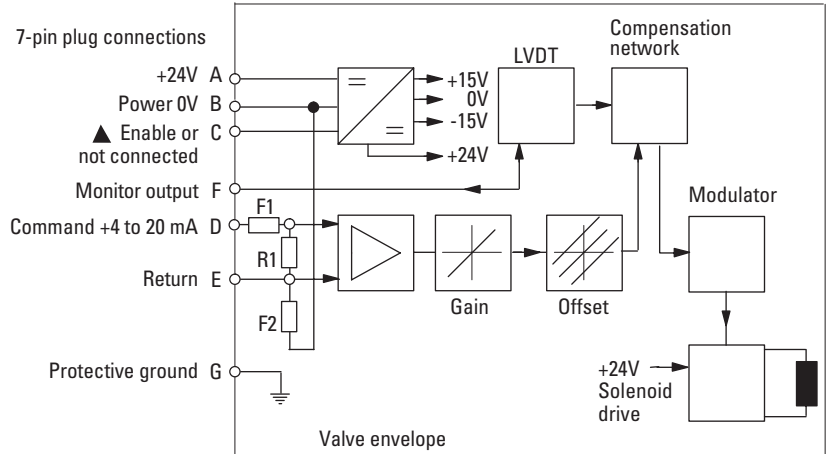 7-pin plug connections
+24V A
Power 0V B
▲ Enable or C
not connected
Monitor output F
Command +4 to 20 mA D
Return E
Protective ground G
F1
R1
F2
+15V
0V
-15V
+24V
LVDT
Compensation
network
Modulator
Gain
Offset
+24V
Solenoid
drive
Valve envelope